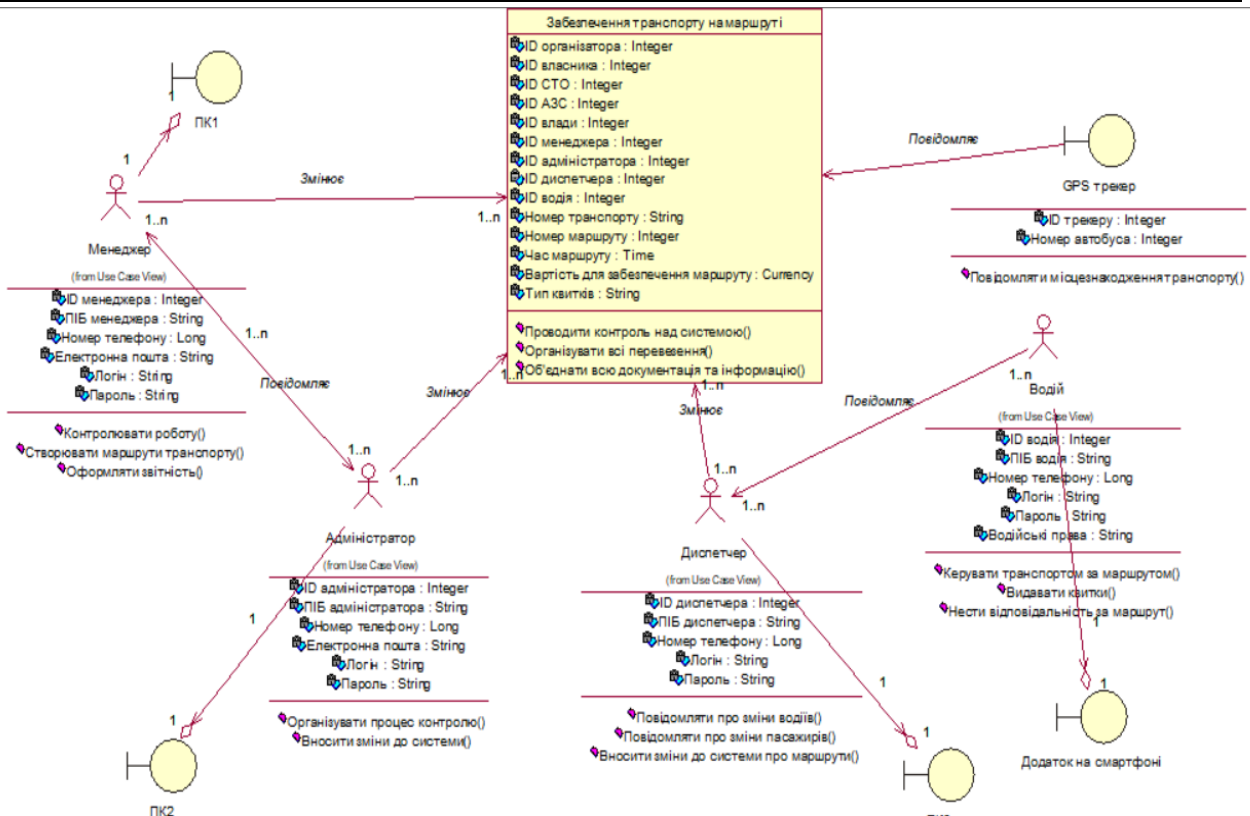 Забезпечення транспорту на маршруті
ID організатора : Integer
ID власника : Integer
ID СТО : Integer
ID АЗС : Integer
ID влади : Integer
ID менеджера : Integer
ID адміністратора : Integer
ID диспетчера : Integer
ID водія : Integer
Номер транспорту : String
Номер маршруту : Integer
Час маршруту : Time
Вартість для забезпечення маршруту : Currency
Тип квитків : String
Проводити контроль над системою()
Організувати всі перевезення()
Об'єднати всю документація та інформацію()
1
ПК1
1
Змінює
1..n
1..n
Менеджер
(from Use Case View)
ID менеджера : Integer
ПІБ менеджера : String
Номер телефону : Long
Електронна пошта : String
Логін : String
Пароль : String
Контролювати роботу()
Створювати маршрути транспорту()
Оформляти звітність()
1..n
Повідомляє
1..n
Змінює
1..n
1..n
Адміністратор
(from Use Case View)
ID адміністратора : Integer
ПІБ адміністратора : String
Номер телефону : Long
Електронна пошта : String
Логін : String
Пароль : String
Організувати процес контролю()
Вносити зміни до системи()
1
1
ПК2
1..n
Змінює
1..n
Повідомляє
1..n
1..n
Диспетчер
(from Use Case View)
ID диспетчера : Integer
ПІБ диспетчера : String
Номер телефону : Long
Логін : String
Пароль : String
Повідомляти про зміни водіїв()
Повідомляти про зміни пасажирів()
Вносити зміни до системи про маршрути()
1
1
Повідомляє
GPS трекер
ID трекеру : Integer
Номер автобуса : Integer
Повідомляти місцезнаходження транспорту()
Водій
(from Use Case View)
ID водія : Integer
ПІБ водія : String
Номер телефону : Long
Логін : String
Пароль : String
Водійські права : String
Керувати транспортом за маршрутом()
Видавати квитки()
Нести відповідальність за маршрут()
1
1
Додаток на смартфоні